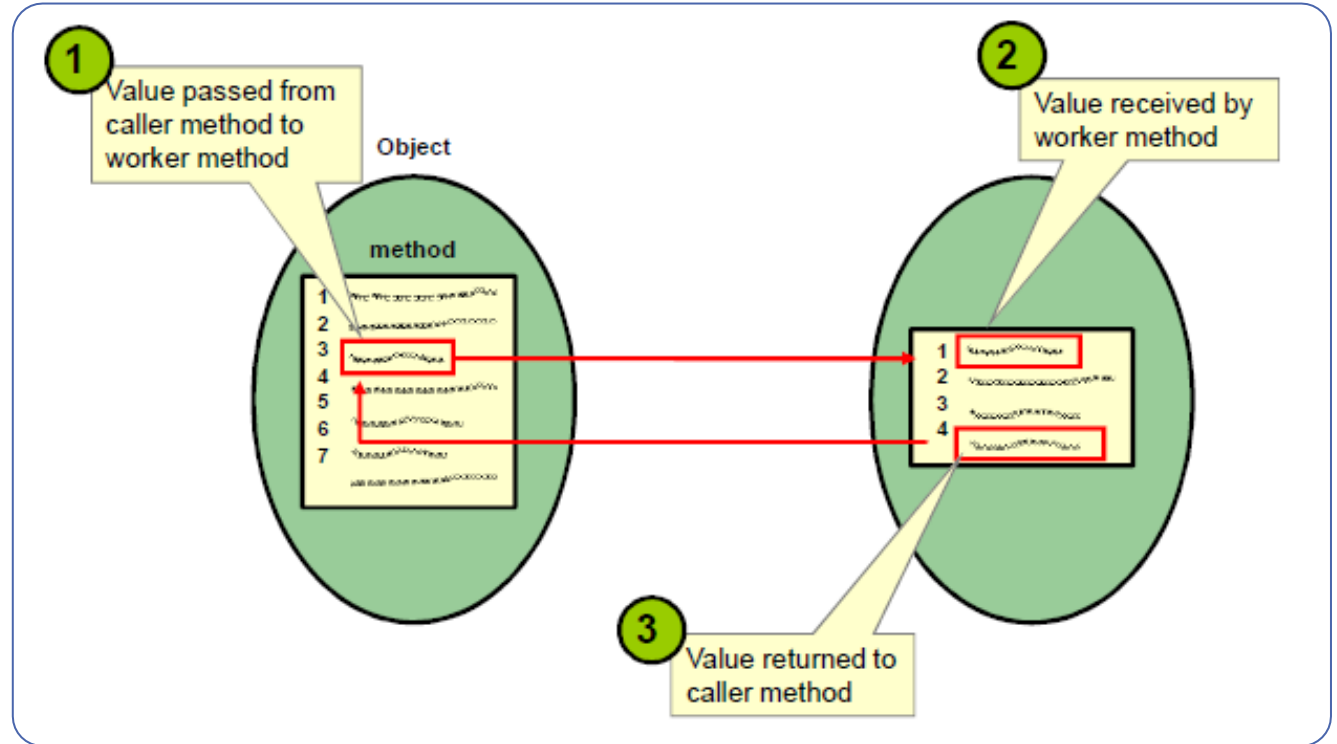 1
Value passed from
caller method to
worker method
2
Value received by
worker method
Object
method
1
2
3
4
5
6
7
1
2
3
4
3
Value returned to
caller method